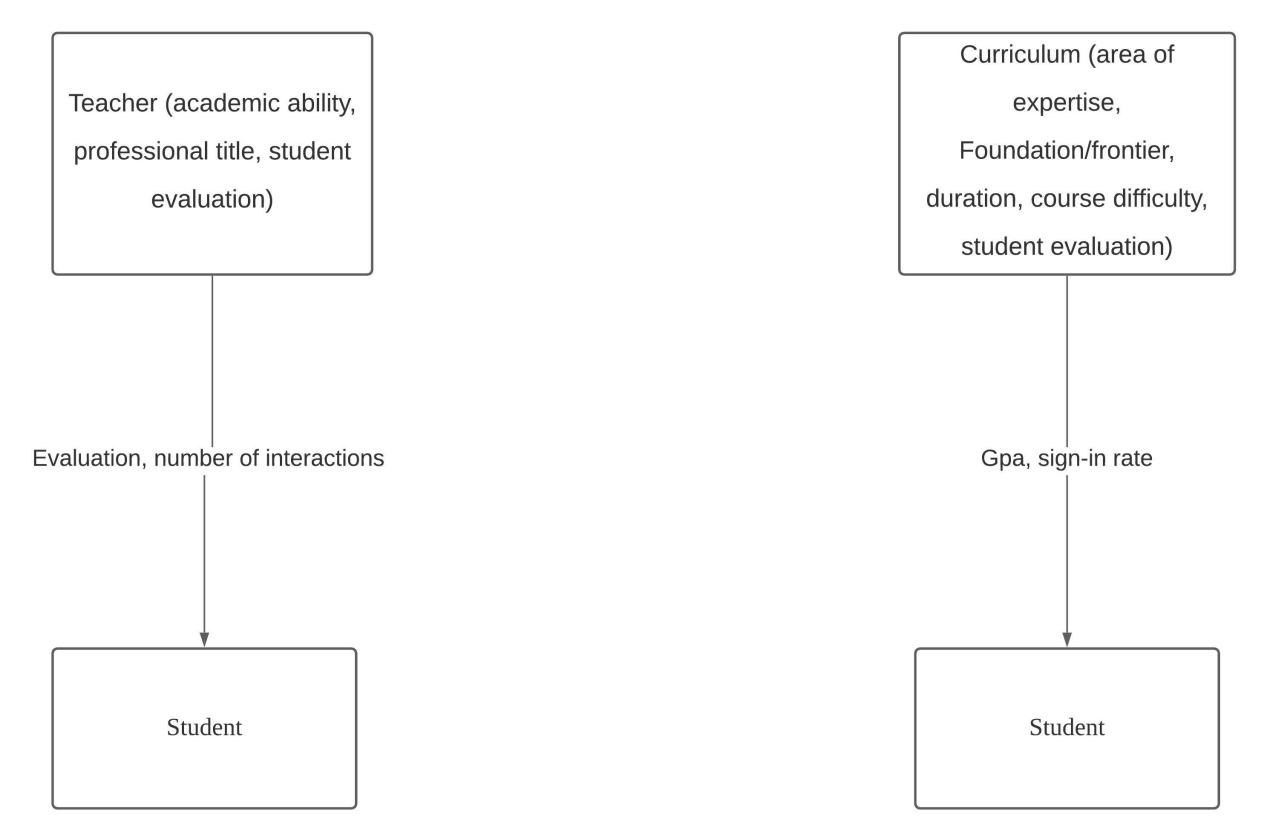 Teacher (academic ability,
professional title, student
evaluation)
Curriculum (area of
expertise,
Foundation/frontier,
duration, course difficulty,
student evaluation)
Evaluation, number of interactions
Gpa, sign-in rate
Student
Student